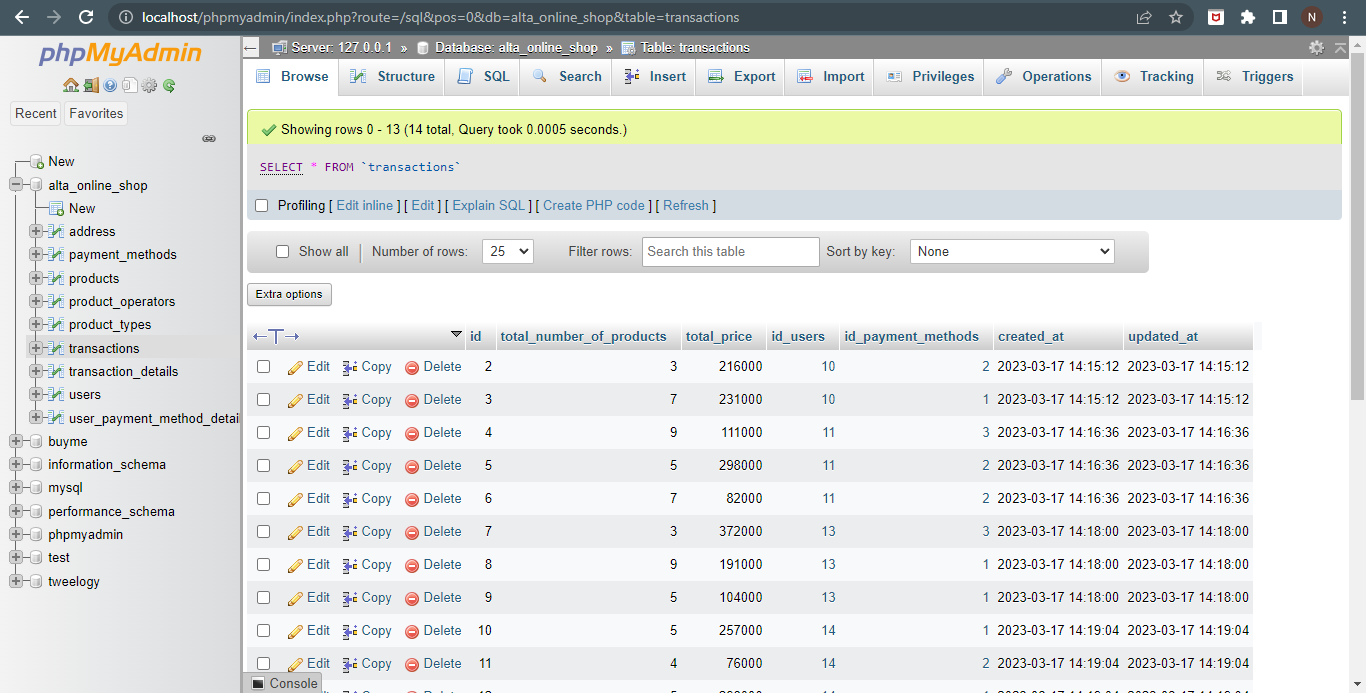 localhost/phpmyadmin/index.php?route=/sql&pos=0&db=alta_online_shop&table=transactions
N
phpMyAdmin
Recent Favorites
New
alta_online_shop
New
address
payment_methods
products
product_operators
product_types
transactions
transaction_details
users
user_payment_method_detai
buyme
information_schema
mysql
performance_schema
phpmyadmin
test
tweelogy
Server: 127.0.0.1 » Database: alta_online_shop » Table: transactions
Browse Structure SQL Search Insert Export Import Privileges Operations Tracking Triggers
Showing rows 0 - 13 (14 total, Query took 0.0005 seconds.)
SELECT * FROM `transactions`
Profiling [ Edit inline ] [ Edit ] [ Explain SQL ] [ Create PHP code ] [ Refresh ]
Show all Number of rows: 25 Filter rows: Search this table Sort by key: None
Extra options
id total_number_of_products total_price id_users id_payment_methods created_at updated_at
Edit Copy Delete 2 3 216000 10 2 2023-03-17 14:15:12 2023-03-17 14:15:12
Edit Copy Delete 3 7 231000 10 1 2023-03-17 14:15:12 2023-03-17 14:15:12
Edit Copy Delete 4 9 111000 11 3 2023-03-17 14:16:36 2023-03-17 14:16:36
Edit Copy Delete 5 5 298000 11 2 2023-03-17 14:16:36 2023-03-17 14:16:36
Edit Copy Delete 6 7 82000 11 2 2023-03-17 14:16:36 2023-03-17 14:16:36
Edit Copy Delete 7 3 372000 13 3 2023-03-17 14:18:00 2023-03-17 14:18:00
Edit Copy Delete 8 9 191000 13 1 2023-03-17 14:18:00 2023-03-17 14:18:00
Edit Copy Delete 9 5 104000 13 1 2023-03-17 14:18:00 2023-03-17 14:18:00
Edit Copy Delete 10 5 257000 14 1 2023-03-17 14:19:04 2023-03-17 14:19:04
Edit Copy Delete 11 4 76000 14 2 2023-03-17 14:19:04 2023-03-17 14:19:04
Console